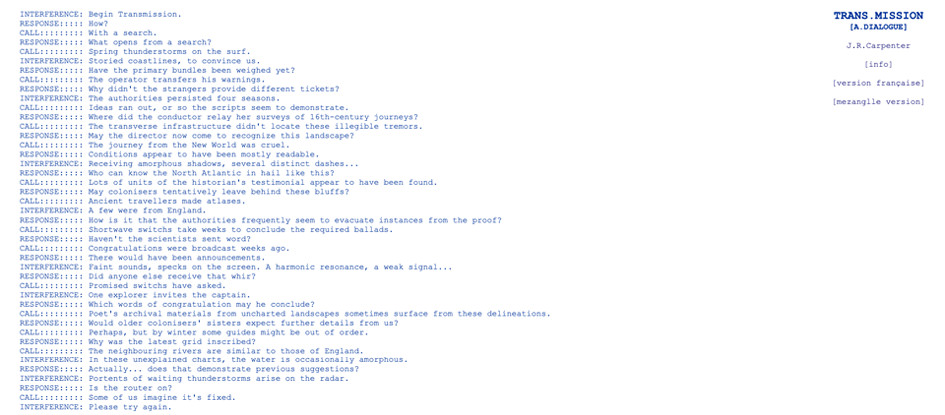 INTERFERENCE: Begin Transmission.
RESPONSE::::: How?
CALL::::::::: With a search.
RESPONSE::::: What opens from a search?
CALL::::::::: Spring thunderstorms on the surf.
INTERFERENCE: Storied coastlines, to convince us.
RESPONSE::::: Have the primary bundles been weighed yet?
CALL::::::::: The operator transfers his warnings.
RESPONSE::::: Why didn't the strangers provide different tickets?
INTERFERENCE: The authorities persisted four seasons.
CALL::::::::: Ideas ran out, or so the scripts seem to demonstrate.
RESPONSE::::: Where did the conductor relay her surveys of 16th-century journeys?
CALL::::::::: The transverse infrastructure didn't locate these illegible tremors.
RESPONSE::::: May the director now come to recognize this landscape?
CALL::::::::: The journey from the New World was cruel.
RESPONSE::::: Conditions appear to have been mostly readable.
INTERFERENCE: Receiving amorphous shadows, several distinct dashes...
RESPONSE::::: Who can know the North Atlantic in hail like this?
CALL::::::::: Lots of units of the historian's testimonial appear to have been found.
RESPONSE::::: May colonisers tentatively leave behind these bluffs?
CALL::::::::: Ancient travellers made atlases.
INTERFERENCE: A few were from England.
RESPONSE::::: How is it that the authorities frequently seem to evacuate instances from the proof?
CALL::::::::: Shortwave switchs take weeks to conclude the required ballads.
RESPONSE::::: Haven't the scientists sent word?
CALL::::::::: Congratulations were broadcast weeks ago.
RESPONSE::::: There would have been announcements.
INTERFERENCE: Faint sounds, specks on the screen. A harmonic resonance, a weak signal...
RESPONSE::::: Did anyone else receive that whir?
CALL::::::::: Promised switchs have asked.
INTERFERENCE: One explorer invites the captain.
RESPONSE::::: Which words of congratulation may he conclude?
CALL::::::::: Poet's archival materials from uncharted landscapes sometimes surface from these delineations.
RESPONSE::::: Would older colonisers' sisters expect further details from us?
CALL::::::::: Perhaps, but by winter some guides might be out of order.
RESPONSE::::: Why was the latest grid inscribed?
CALL::::::::: The neighbouring rivers are similar to those of England.
INTERFERENCE: In these unexplained charts, the water is occasionally amorphous.
RESPONSE::::: Actually... does that demonstrate previous suggestions?
INTERFERENCE: Portents of waiting thunderstorms arise on the radar.
RESPONSE::::: Is the router on?
CALL::::::::: Some of us imagine it's fixed.
INTERFERENCE: Please try again.
TRANS.MISSION
[A.DIALOGUE]
J.R.Carpenter
[info]
[version française]
[mezanglle version]